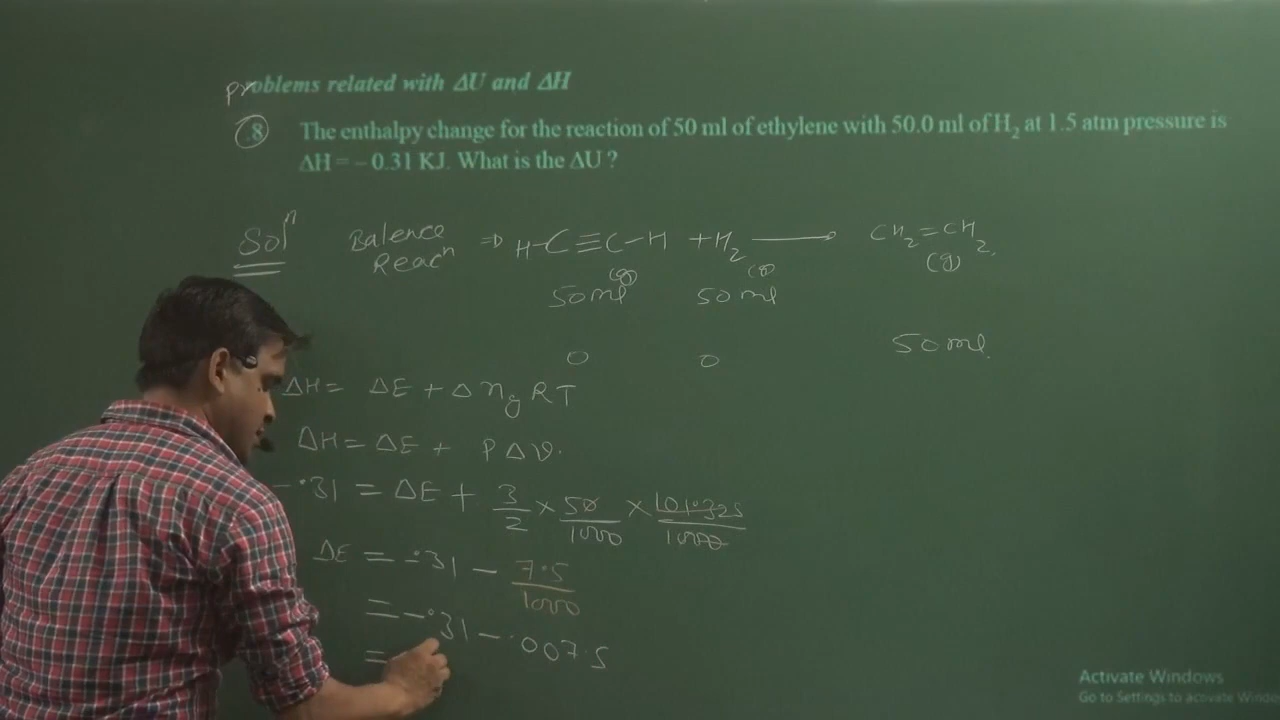 Problems related with ΔU and ΔH
8 The enthalpy change for the reaction of 50 ml of ethylene with 50.0 ml of H₂ at 1.5 atm pressure is
ΔH = – 0.31 KJ. What is the ΔU ?
Solⁿ Balence Reacⁿ ⇒ H-C≡C-H + H₂ ⟶ CH₂=CH₂
(g) (g) (g)
50ml 50ml
50ml
0 0
ΔH = ΔE + Δn_gRT
ΔH = ΔE + PΔV.
-.31 = ΔE + 3/2 × 50/1000 × 101.325/1000
ΔE = -.31 - 7.5/1000
= -.31 - .007.5
=
Activate Windows
Go to Settings to activate Windo